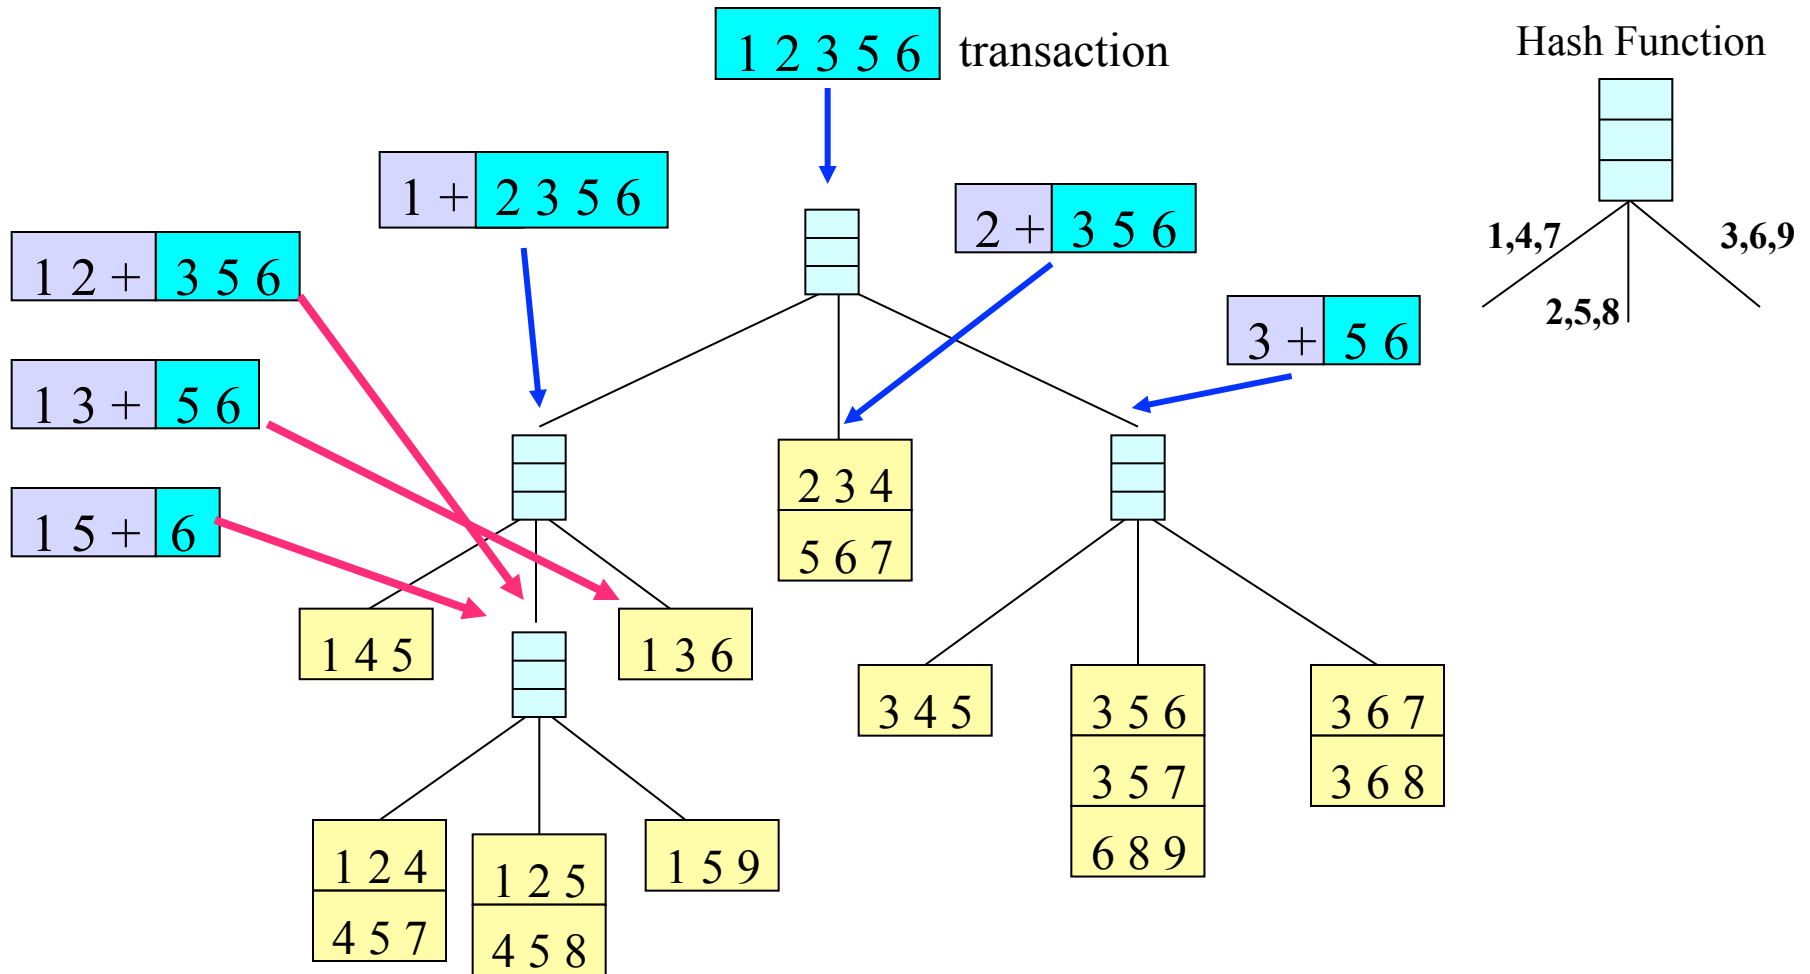 1 2 3 5 6 transaction
Hash Function
1 + 2 3 5 6
2 + 3 5 6
1,4,7
3,6,9
2,5,8
1 2 + 3 5 6
3 + 5 6
1 3 + 5 6
1 5 + 6
2 3 4
5 6 7
1 4 5
1 3 6
3 4 5
3 5 6
3 5 7
6 8 9
3 6 7
3 6 8
1 2 4
4 5 7
1 2 5
4 5 8
1 5 9